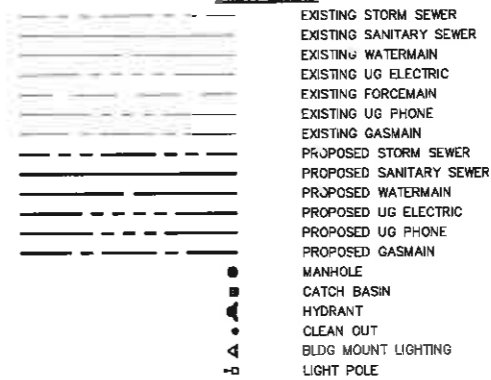 EXISTING STORM SEWER
EXISTING SANITARY SEWER
EXISTING WATERMAIN
EXISTING UG ELECTRIC
EXISTING FORCEMAIN
EXISTING UG PHONE
EXISTING GASMAIN
PROPOSED STORM SEWER
PROPOSED SANITARY SEWER
PROPOSED WATERMAIN
PROPOSED UG ELECTRIC
PROPOSED UG PHONE
PROPOSED GASMAIN
MANHOLE
CATCH BASIN
HYDRANT
CLEAN OUT
BLDG MOUNT LIGHTING
LIGHT POLE